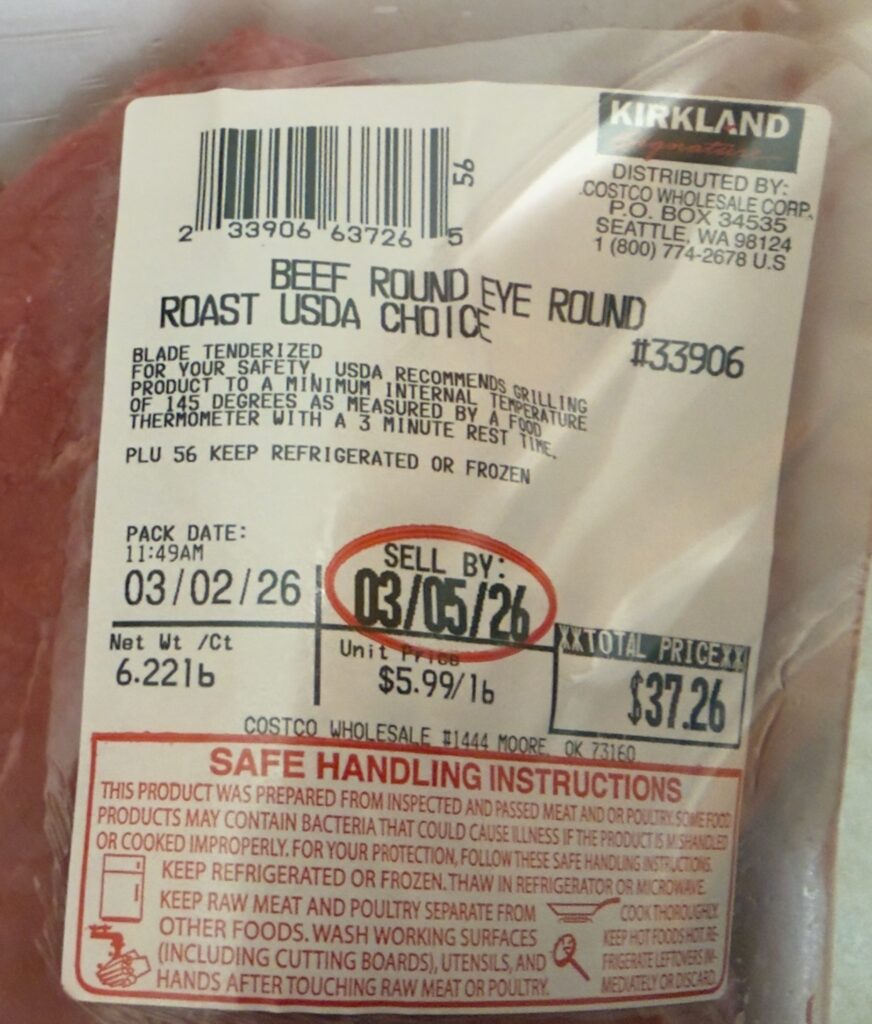 KIRKLAND
Signature
DISTRIBUTED BY:
COSTCO WHOLESALE CORP.
P.O. BOX 34535
SEATTLE, WA 98124
1 (800) 774-2678 U.S
56
2 33906 63726 5
BEEF ROUND EYE ROUND
ROAST USDA CHOICE
#33906
BLADE TENDERIZED
FOR YOUR SAFETY, USDA RECOMMENDS GRILLING
PRODUCT TO A MINIMUM INTERNAL TEMPERATURE
OF 145 DEGREES AS MEASURED BY A FOOD
THERMOMETER WITH A 3 MINUTE REST TIME.
PLU 56 KEEP REFRIGERATED OR FROZEN
PACK DATE:
11:49AM
03/02/26
SELL BY:
03/05/26
Net Wt /Ct
6.22lb
Unit Price
$5.99/lb
XXTOTAL PRICEXX
$37.26
COSTCO WHOLESALE #1444 MOORE OK 73160
SAFE HANDLING INSTRUCTIONS
THIS PRODUCT WAS PREPARED FROM INSPECTED AND PASSED MEAT AND OR POULTRY. SOME FOOD
PRODUCTS MAY CONTAIN BACTERIA THAT COULD CAUSE ILLNESS IF THE PRODUCT IS MISHANDLED
OR COOKED IMPROPERLY. FOR YOUR PROTECTION, FOLLOW THESE SAFE HANDLING INSTRUCTIONS.
KEEP REFRIGERATED OR FROZEN. THAW IN REFRIGERATOR OR MICROWAVE.
KEEP RAW MEAT AND POULTRY SEPARATE FROM
OTHER FOODS. WASH WORKING SURFACES
(INCLUDING CUTTING BOARDS), UTENSILS, AND
HANDS AFTER TOUCHING RAW MEAT OR POULTRY.
COOK THOROUGHLY.
KEEP HOT FOODS HOT. RE-
FRIGERATE LEFTOVERS IM-
MEDIATELY OR DISCARD.